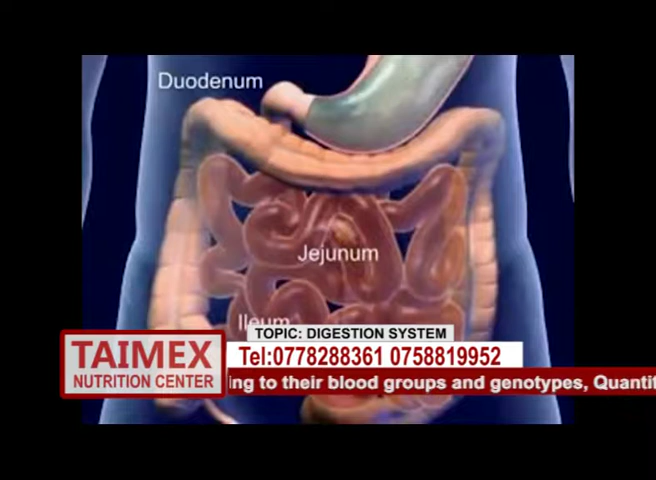 Duodenum
Jejunum
Ileum
TOPIC: DIGESTION SYSTEM
TAIMEX
NUTRITION CENTER
Tel:0778288361 0758819952
ing to their blood groups and genotypes, Quantif